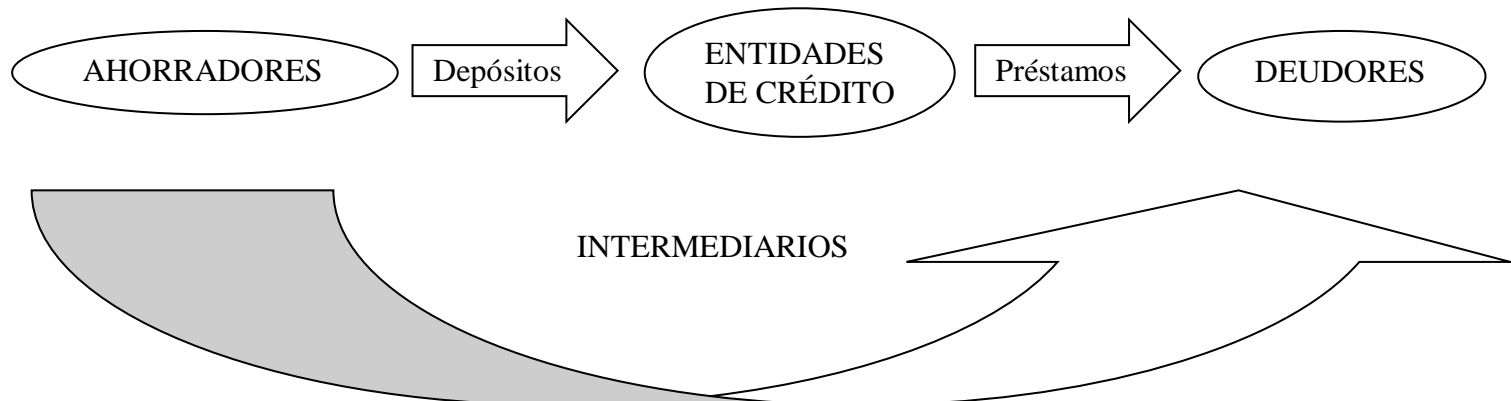 AHORRADORES
Depósitos
ENTIDADES
DE CRÉDITO
Préstamos
DEUDORES
INTERMEDIARIOS